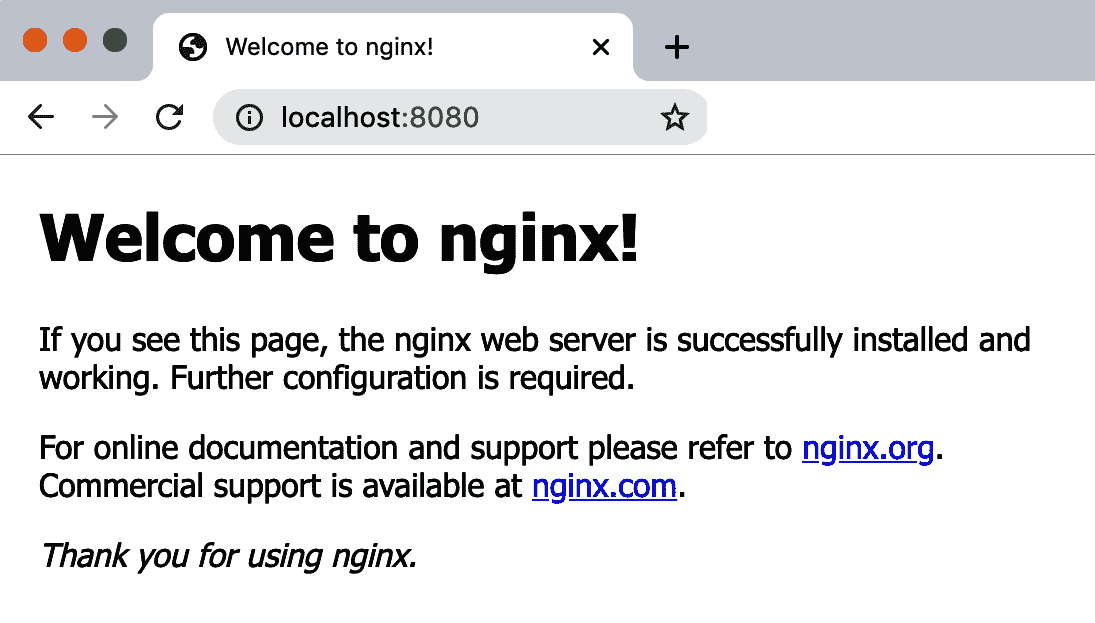 Welcome to nginx!
localhost:8080
Welcome to nginx!
If you see this page, the nginx web server is successfully installed and
working. Further configuration is required.
For online documentation and support please refer to nginx.org.
Commercial support is available at nginx.com.
Thank you for using nginx.